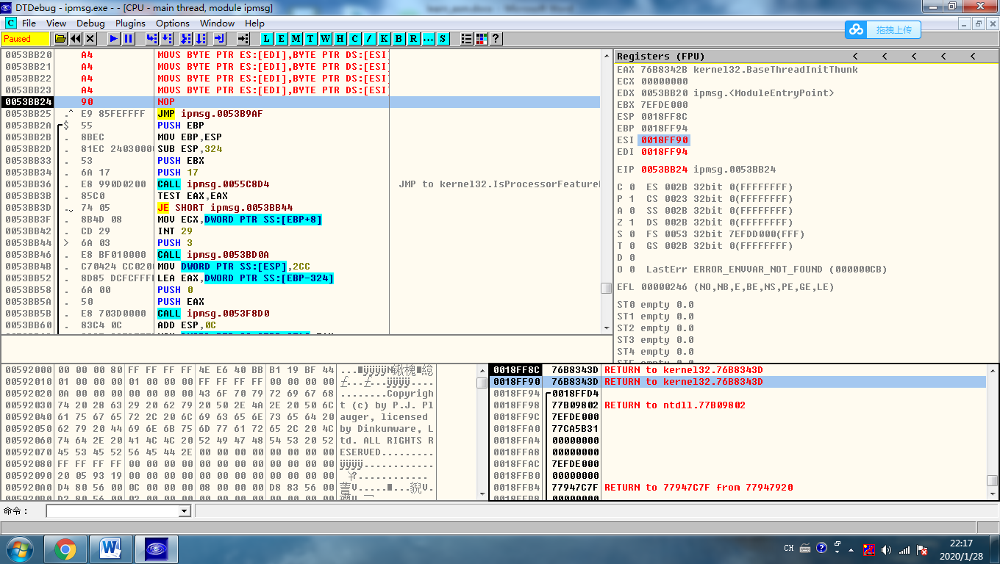 DTDebug - ipmsg.exe - - [CPU - main thread, module ipmsg]
C File View Debug Plugins Options Window Help
拖拽上传
Paused
L E M T W H C / K B R ... S ?
0053BB20 A4 MOVS BYTE PTR ES:[EDI],BYTE PTR DS:[ESI]
0053BB21 A4 MOVS BYTE PTR ES:[EDI],BYTE PTR DS:[ESI]
0053BB22 A4 MOVS BYTE PTR ES:[EDI],BYTE PTR DS:[ESI]
0053BB23 A4 MOVS BYTE PTR ES:[EDI],BYTE PTR DS:[ESI]
0053BB24 90 NOP
0053BB25 .^ E9 85FEFFFF JMP ipmsg.0053B9AF
0053BB2A $ 55 PUSH EBP
0053BB2B . 8BEC MOV EBP,ESP
0053BB2D . 81EC 2403000 SUB ESP,324
0053BB33 . 53 PUSH EBX
0053BB34 . 6A 17 PUSH 17
0053BB36 . E8 990D0200 CALL ipmsg.0055C8D4 JMP to kernel32.IsProcessorFeature
0053BB3B . 85C0 TEST EAX,EAX
0053BB3D . 74 05 JE SHORT ipmsg.0053BB44
0053BB3F . 8B4D 08 MOV ECX,DWORD PTR SS:[EBP+8]
0053BB42 . CD 29 INT 29
0053BB44 > 6A 03 PUSH 3
0053BB46 . E8 BF010000 CALL ipmsg.0053BD0A
0053BB4B . C70424 CC020 MOV DWORD PTR SS:[ESP],2CC
0053BB52 . 8D85 DCFCFFF LEA EAX,DWORD PTR SS:[EBP-324]
0053BB58 . 6A 00 PUSH 0
0053BB5A . 50 PUSH EAX
0053BB5B . E8 703D0000 CALL ipmsg.0053F8D0
0053BB60 . 83C4 0C ADD ESP,0C
Registers (FPU) < < < < <
EAX 76B8342B kernel32.BaseThreadInitThunk
ECX 00000000
EDX 0053BB20 ipmsg.<ModuleEntryPoint>
EBX 7EFDE000
ESP 0018FF8C
EBP 0018FF94
ESI 0018FF90
EDI 0018FF94
EIP 0053BB24 ipmsg.0053BB24
C 0 ES 002B 32bit 0(FFFFFFFF)
P 1 CS 0023 32bit 0(FFFFFFFF)
A 0 SS 002B 32bit 0(FFFFFFFF)
Z 1 DS 002B 32bit 0(FFFFFFFF)
S 0 FS 0053 32bit 7EFDD000(FFF)
T 0 GS 002B 32bit 0(FFFFFFFF)
D 0
O 0 LastErr ERROR_ENVVAR_NOT_FOUND (000000CB)
EFL 00000246 (NO,NB,E,BE,NS,PE,GE,LE)
ST0 empty 0.0
ST1 empty 0.0
ST2 empty 0.0
ST3 empty 0.0
ST4 empty 0.0
00592000 00 00 00 80 FF FF FF FF 4E E6 40 BB B1 19 BF 44
00592010 01 00 00 00 01 00 00 00 FF FF FF FF 00 00 00 00
00592020 0A 00 00 00 00 00 00 00 43 6F 70 79 72 69 67 68 ........Copyrigh
00592030 74 20 28 63 29 20 62 79 20 50 2E 4A 2E 20 50 6C t (c) by P.J. Pl
00592040 61 75 67 65 72 2C 20 6C 69 63 65 6E 73 65 64 20 auger, licensed
00592050 62 79 20 44 69 6E 6B 75 6D 77 61 72 65 2C 20 4C by Dinkumware, L
00592060 74 64 2E 20 41 4C 4C 20 52 49 47 48 54 53 20 52 td. ALL RIGHTS R
00592070 45 53 45 52 56 45 44 2E 00 00 00 00 00 00 00 00 ESERVED.........
00592080 FF FF FF FF 00 00 00 00 00 00 00 00 00 00 00 00 ÿÿÿÿ............
00592090 20 05 93 19 00 00 00 00 00 00 00 00 00 00 00 00
005920A0 D4 80 56 00 0C 00 00 00 08 00 00 00 D8 83 56 00
0018FF8C 76B8343D RETURN to kernel32.76B8343D
0018FF90 76B8343D RETURN to kernel32.76B8343D
0018FF94 0018FFD4
0018FF98 77B09802 RETURN to ntdll.77B09802
0018FF9C 7EFDE000
0018FFA0 77CA5B31
0018FFA4 00000000
0018FFA8 00000000
0018FFAC 7EFDE000
0018FFB0 00000000
0018FFB4 77947C7F RETURN to 77947C7F from 77947920
0018FFB8 00000000
命令：
CH
22:17
2020/1/28